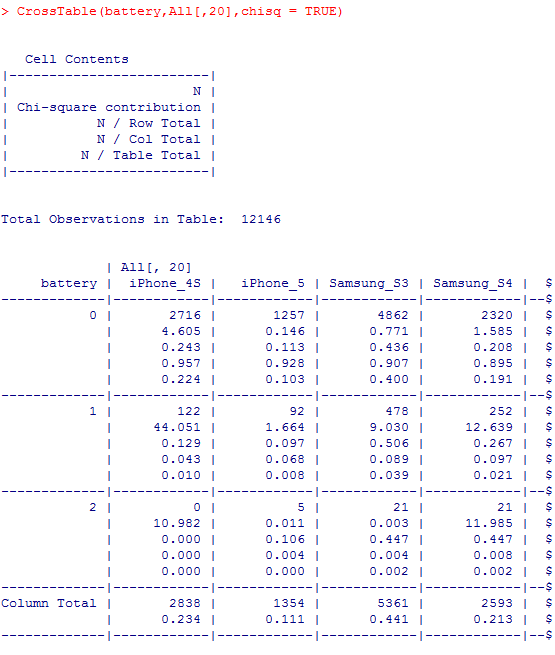 > CrossTable(battery,All[,20],chisq = TRUE)
Cell Contents
|-------------------------|
| N |
| Chi-square contribution |
| N / Row Total |
| N / Col Total |
| N / Table Total |
|-------------------------|
Total Observations in Table: 12146
| All[, 20]
battery | iPhone_4S | iPhone_5 | Samsung_S3 | Samsung_S4 | $
-------------|------------|------------|------------|------------|--$
0 | 2716 | 1257 | 4862 | 2320 | $
| 4.605 | 0.146 | 0.771 | 1.585 | $
| 0.243 | 0.113 | 0.436 | 0.208 | $
| 0.957 | 0.928 | 0.907 | 0.895 | $
| 0.224 | 0.103 | 0.400 | 0.191 | $
-------------|------------|------------|------------|------------|--$
1 | 122 | 92 | 478 | 252 | $
| 44.051 | 1.664 | 9.030 | 12.639 | $
| 0.129 | 0.097 | 0.506 | 0.267 | $
| 0.043 | 0.068 | 0.089 | 0.097 | $
| 0.010 | 0.008 | 0.039 | 0.021 | $
-------------|------------|------------|------------|------------|--$
2 | 0 | 5 | 21 | 21 | $
| 10.982 | 0.011 | 0.003 | 11.985 | $
| 0.000 | 0.106 | 0.447 | 0.447 | $
| 0.000 | 0.004 | 0.004 | 0.008 | $
| 0.000 | 0.000 | 0.002 | 0.002 | $
-------------|------------|------------|------------|------------|--$
Column Total | 2838 | 1354 | 5361 | 2593 | $
| 0.234 | 0.111 | 0.441 | 0.213 | $
-------------|------------|------------|------------|------------|--$